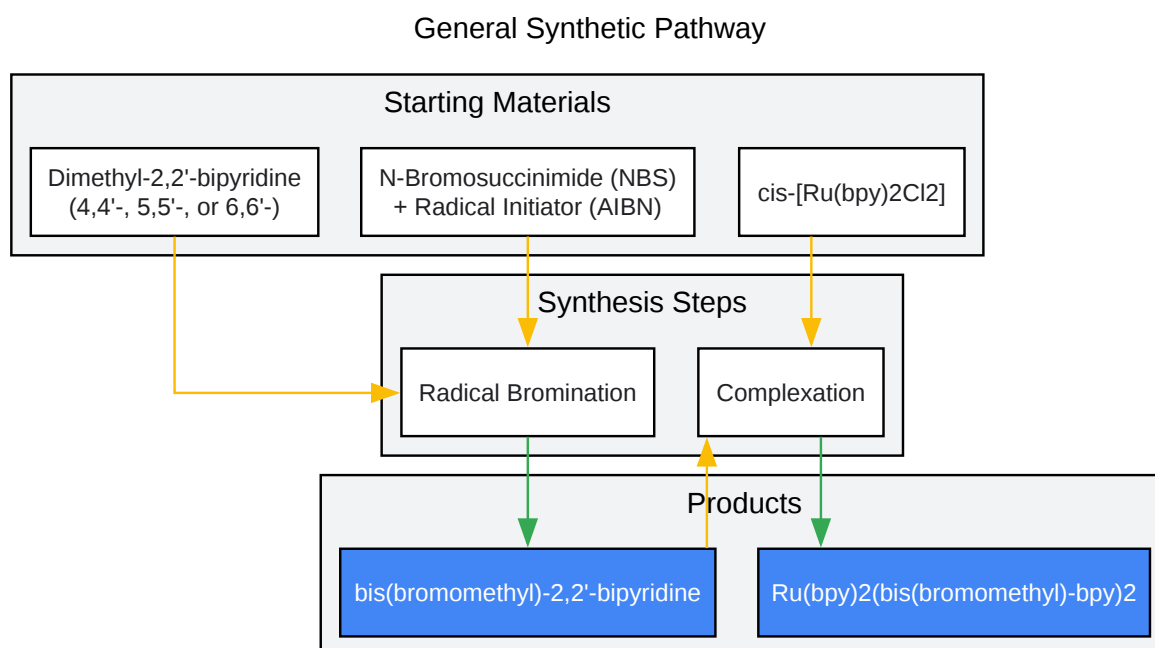 General Synthetic Pathway
Starting Materials
Dimethyl-2,2'-bipyridine
(4,4'-, 5,5'-, or 6,6'-)
N-Bromosuccinimide (NBS)
+ Radical Initiator (AIBN)
cis-[Ru(bpy)2Cl2]
Synthesis Steps
Radical Bromination
Complexation
Products
bis(bromomethyl)-2,2'-bipyridine
Ru(bpy)2(bis(bromomethyl)-bpy)2